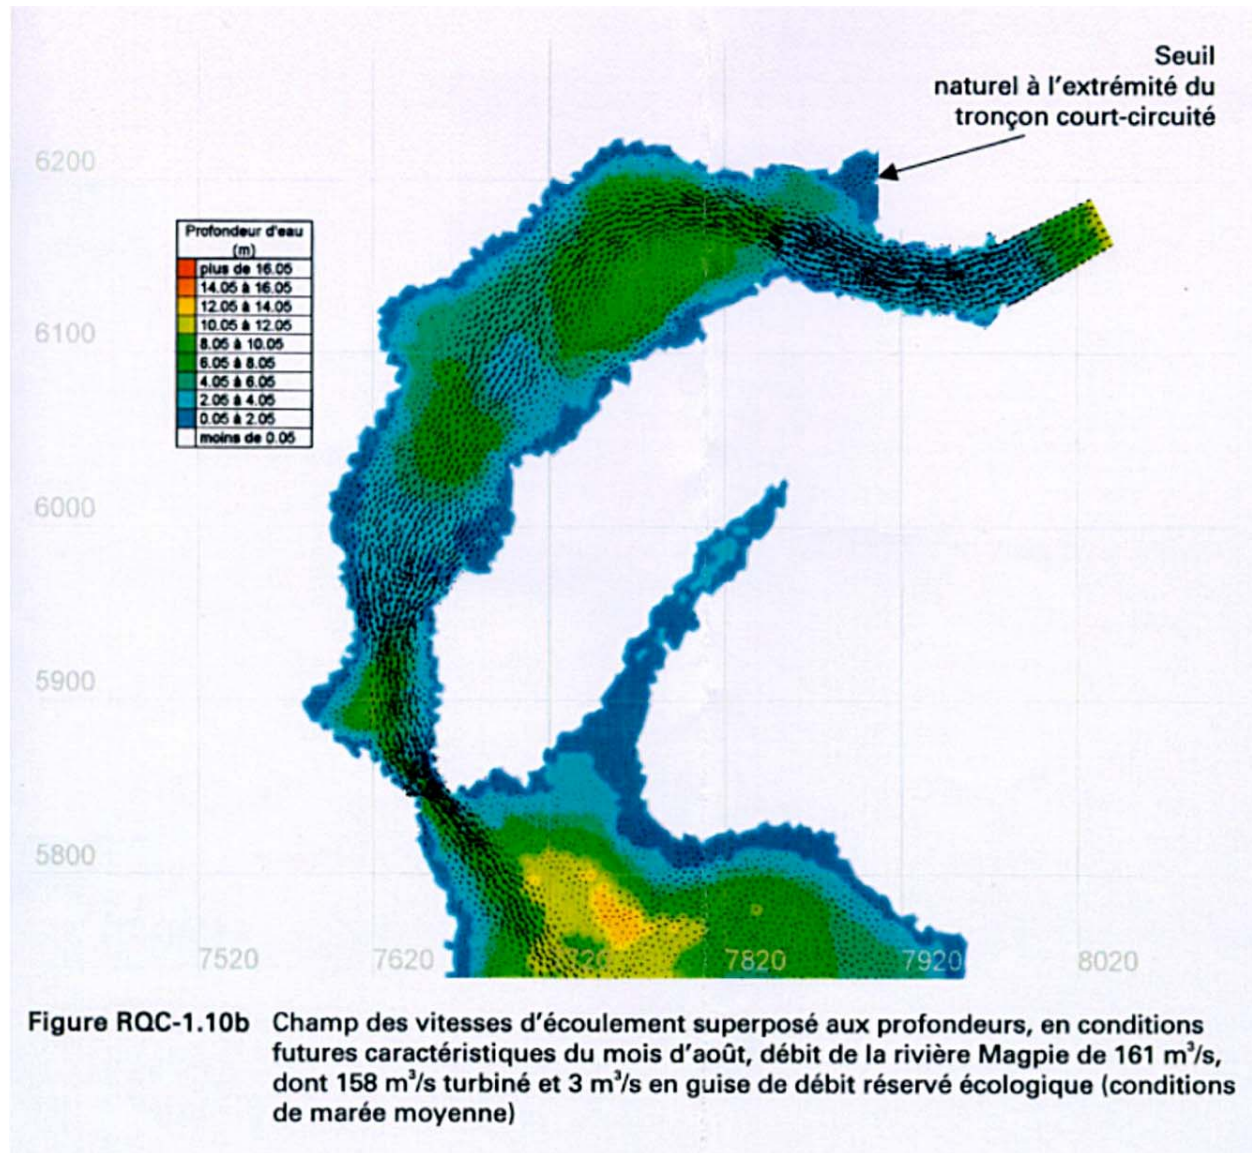 Seuil
naturel à l'extrémité du
tronçon court-circuité
6200
Profondeur d'eau
(m)
plus de 16.05
14.05 à 16.05
12.05 à 14.05
10.05 à 12.05
8.05 à 10.05
6.05 à 8.05
4.05 à 6.05
2.05 à 4.05
0.05 à 2.05
moins de 0.05
6100
6000
5900
5800
7520
7620
7820
7920
8020
Figure RQC-1.10b Champ des vitesses d'écoulement superposé aux profondeurs, en conditions
futures caractéristiques du mois d'août, débit de la rivière Magpie de 161 m³/s,
dont 158 m³/s turbiné et 3 m³/s en guise de débit réservé écologique (conditions
de marée moyenne)